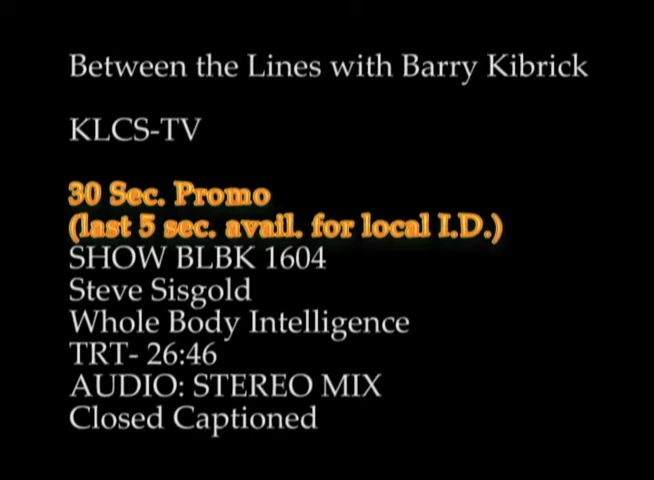 Between the Lines with Barry Kibrick
KLCS-TV
30 Sec. Promo
(last 5 sec. avail. for local I.D.)
SHOW BLBK 1604
Steve Sisgold
Whole Body Intelligence
TRT- 26:46
AUDIO: STEREO MIX
Closed Captioned